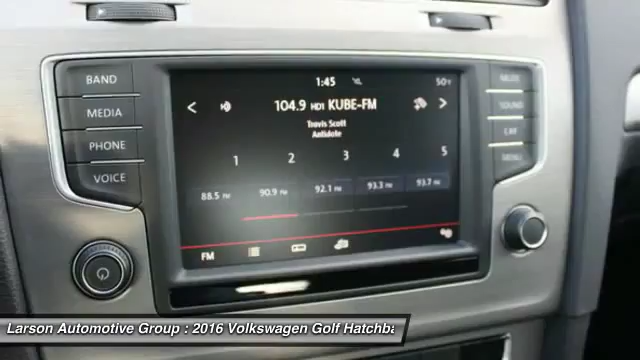 BAND
MEDIA
PHONE
VOICE
1:45
50°F
104.9 HD1 KUBE-FM
Travis Scott
Antidote
1 2 3 4 5
88.5 FM 90.9 FM 92.1 FM 93.3 FM 93.7 FM
FM
MUTE
SOUND
CAR
MENU
Larson Automotive Group : 2016 Volkswagen Golf Hatchba